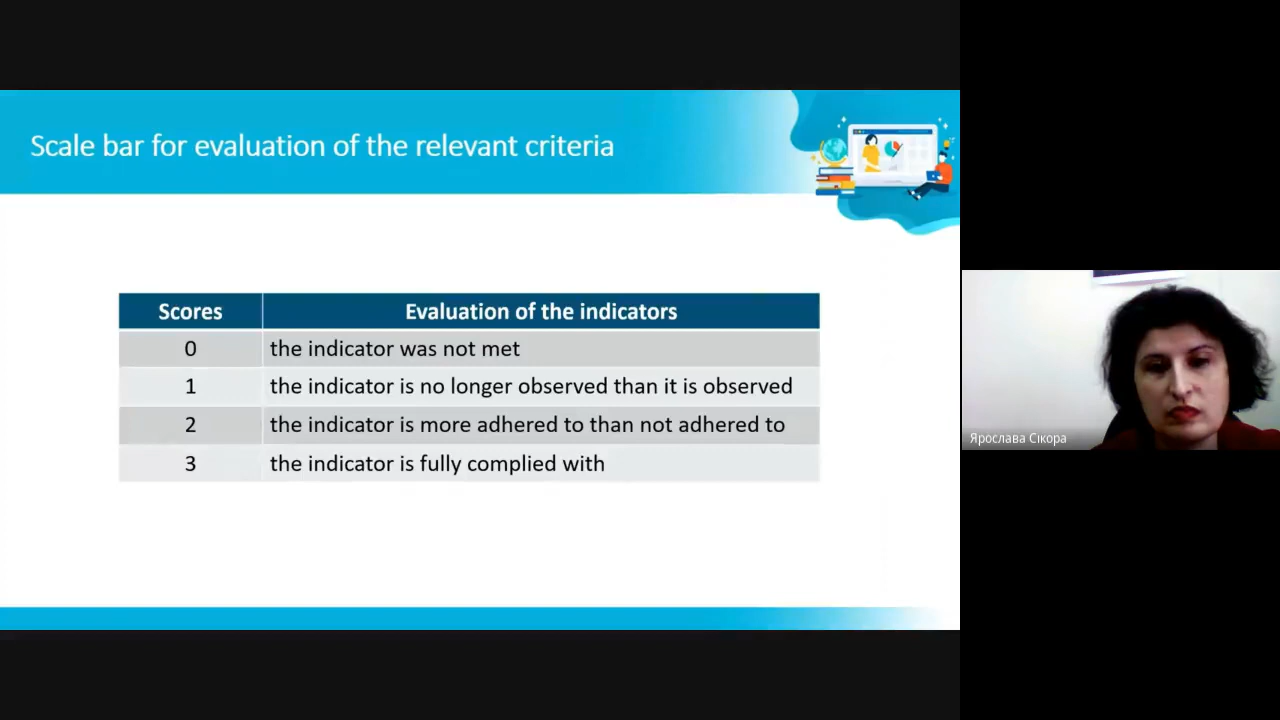 Scale bar for evaluation of the relevant criteria
Scores Evaluation of the indicators
0 the indicator was not met
1 the indicator is no longer observed than it is observed
2 the indicator is more adhered to than not adhered to
3 the indicator is fully complied with
Ярослава Сікора